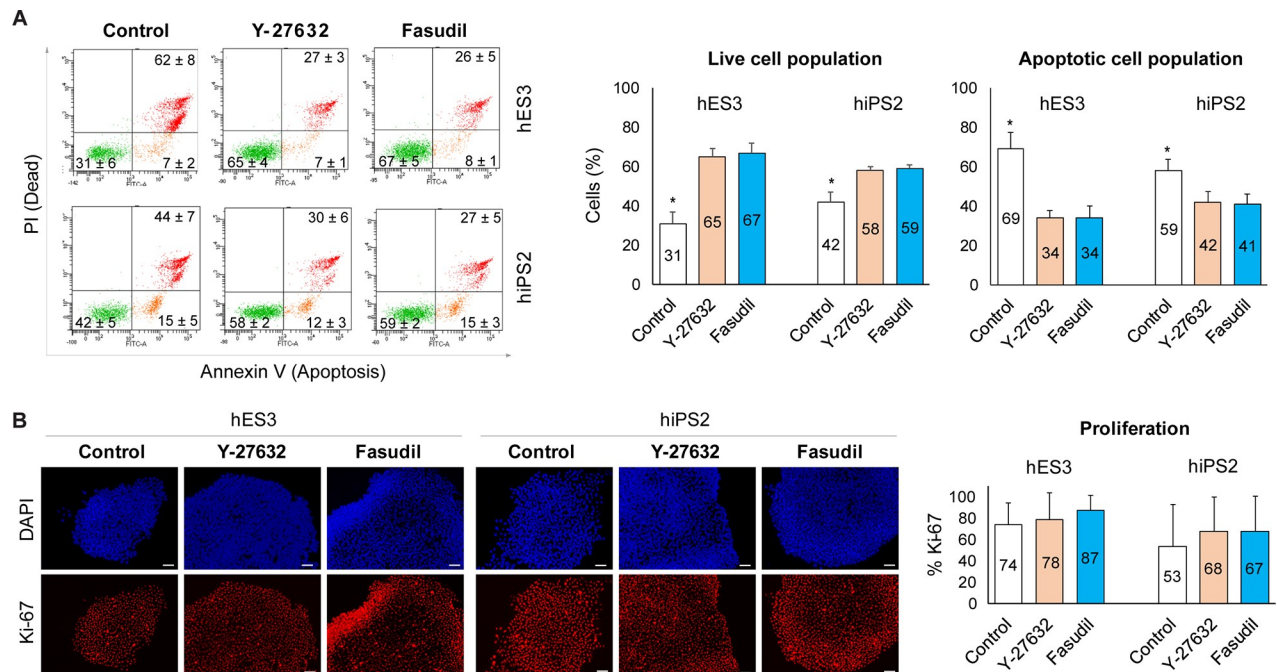 A
Control Y-27632 Fasudil
62 ± 8 27 ± 3 26 ± 5
31 ± 6 7 ± 2 65 ± 4 7 ± 1 67 ± 5 8 ± 1
FITC-A FITC-A FITC-A
hES3
44 ± 7 30 ± 6 27 ± 5
42 ± 5 15 ± 5 58 ± 2 12 ± 3 59 ± 2 15 ± 3
FITC-A FITC-A FITC-A
hiPS2
PI (Dead)
Annexin V (Apoptosis)
Live cell population
hES3 hiPS2
Cells (%)
100
80
60
40
20
0
* *
31 65 67 42 58 59
Control Y-27632 Fasudil Control Y-27632 Fasudil
Apoptotic cell population
hES3 hiPS2
100
80
60
40
20
0
* *
69 34 34 59 42 41
Control Y-27632 Fasudil Control Y-27632 Fasudil
B
hES3 hiPS2
Control Y-27632 Fasudil Control Y-27632 Fasudil
DAPI
Ki-67
Proliferation
hES3 hiPS2
% Ki-67
100
80
60
40
20
0
74 78 87 53 68 67
Control Y-27632 Fasudil Control Y-27632 Fasudil